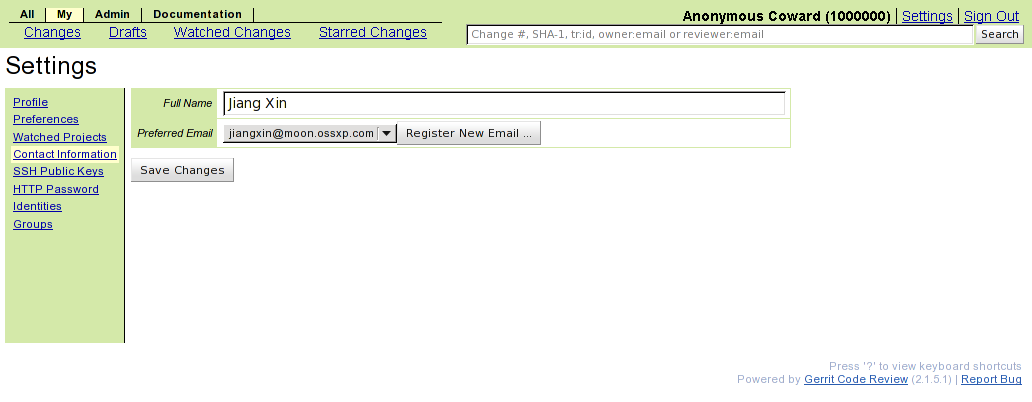 All My Admin Documentation
Anonymous Coward (1000000) | Settings | Sign Out
Changes Drafts Watched Changes Starred Changes
Change #, SHA-1, tr:id, owner:email or reviewer:email Search
Settings
Profile
Preferences
Watched Projects
Contact Information
SSH Public Keys
HTTP Password
Identities
Groups
Full Name Jiang Xin
Preferred Email jiangxin@moon.ossxp.com Register New Email ...
Save Changes
Press '?' to view keyboard shortcuts
Powered by Gerrit Code Review (2.1.5.1) | Report Bug